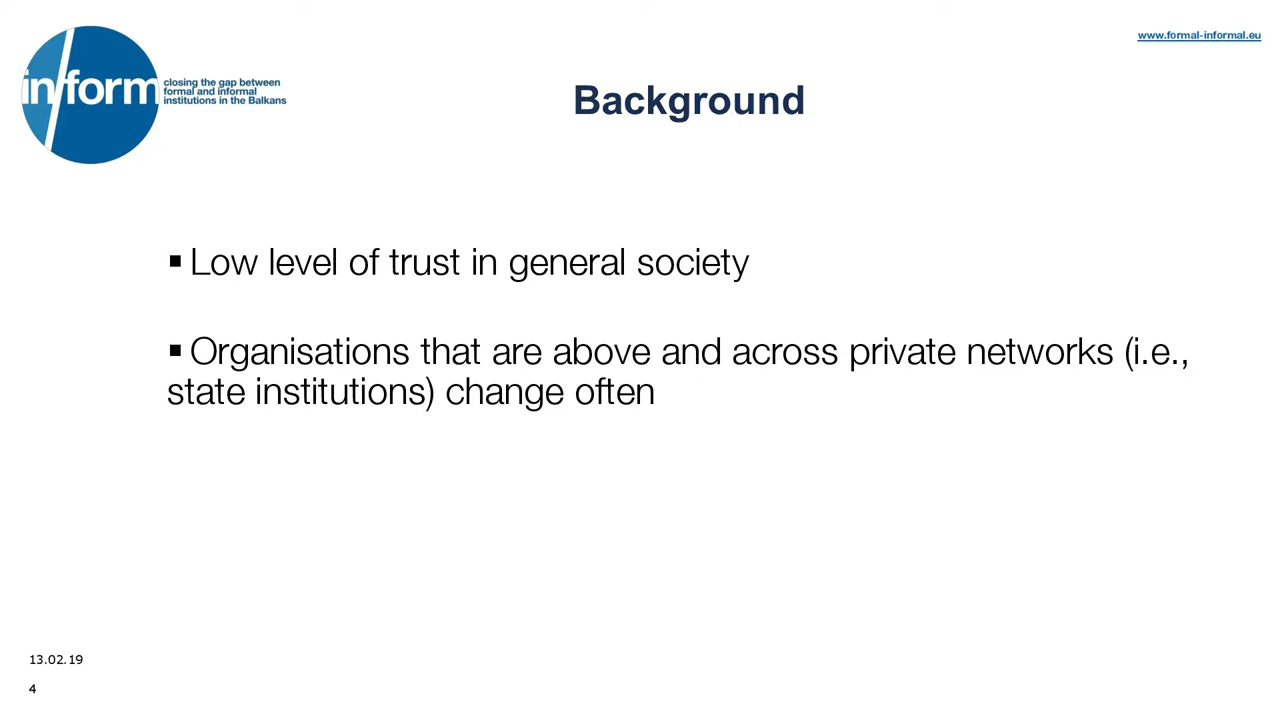 www.formal-informal.eu
in/form
closing the gap between
formal and informal
institutions in the Balkans
Background
▪ Low level of trust in general society
▪ Organisations that are above and across private networks (i.e.,
state institutions) change often
13.02.19
4